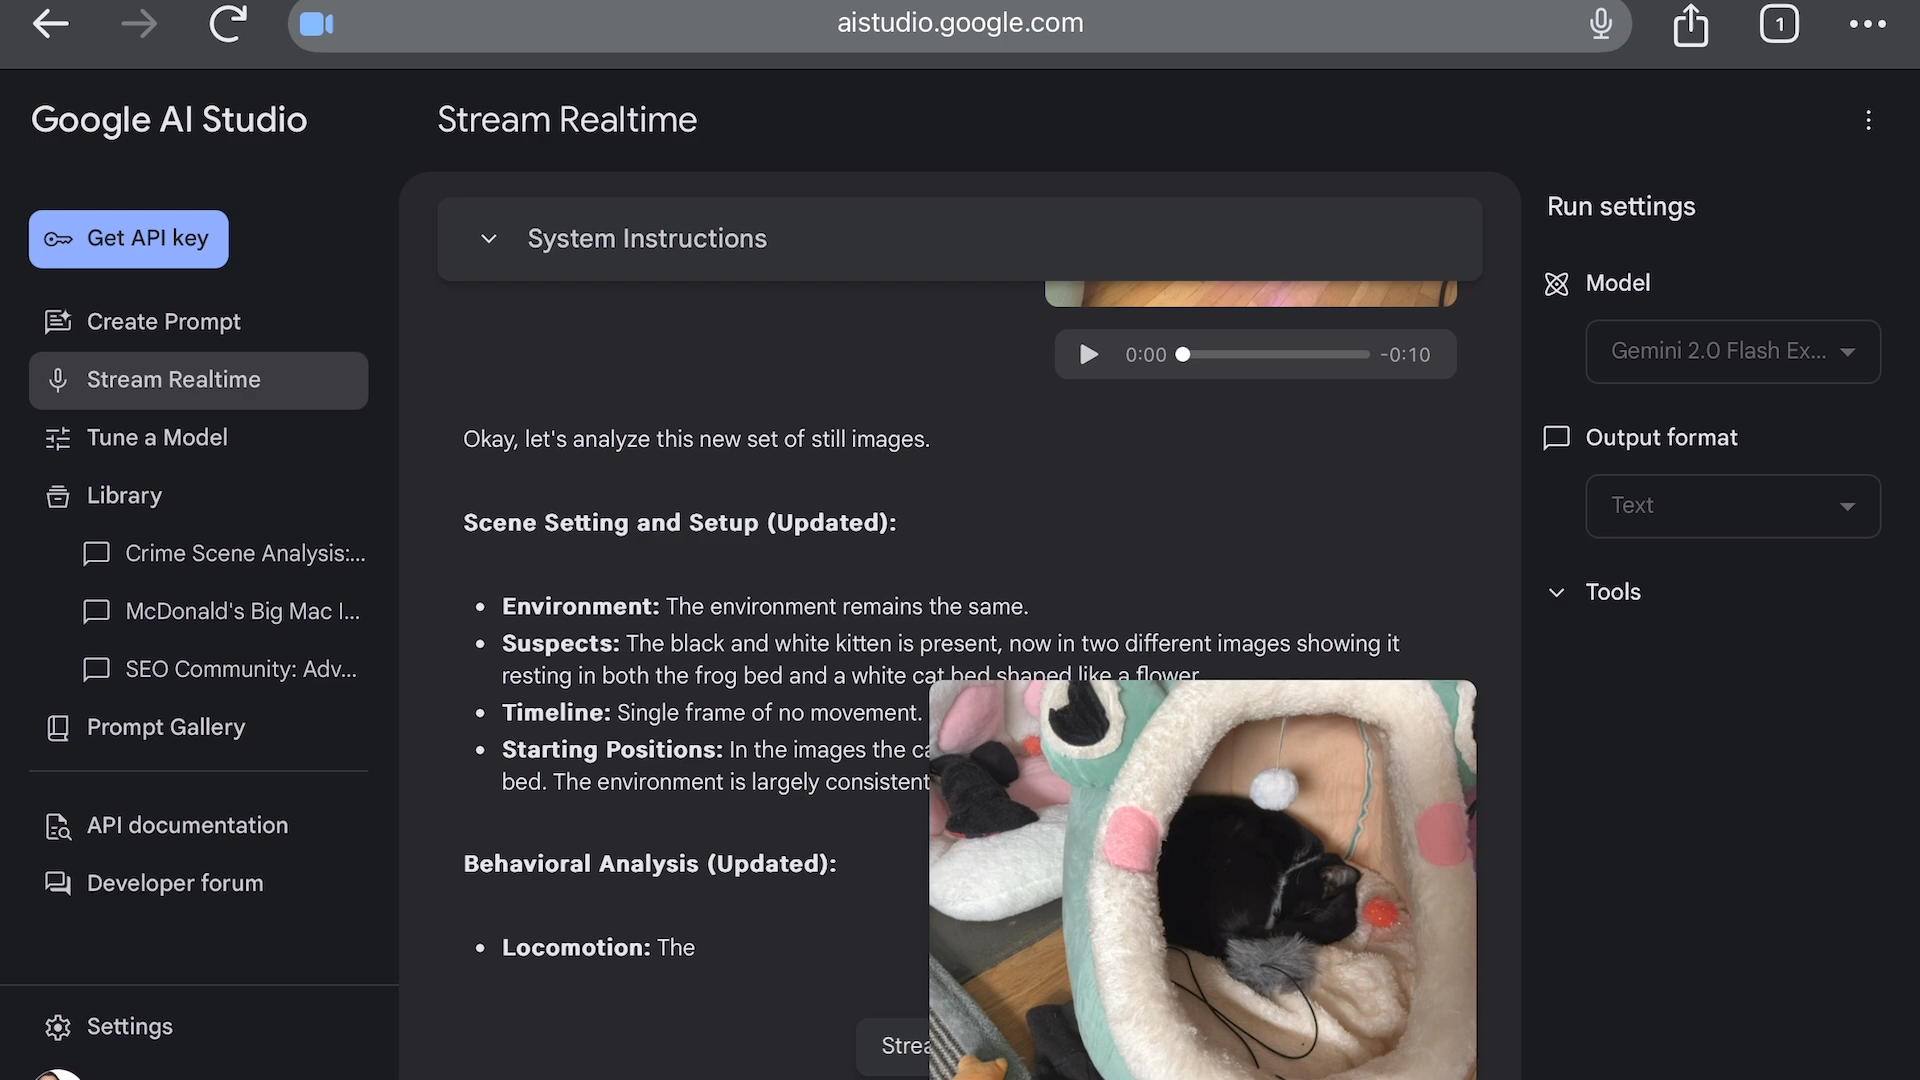 aistudio.google.com
1
Google AI Studio
Stream Realtime
Get API key
Create Prompt
Stream Realtime
Tune a Model
Library
Crime Scene Analysis:...
McDonald's Big Mac I...
SEO Community: Adv...
Prompt Gallery
API documentation
Developer forum
Settings
System Instructions
0:00
-0:10
Okay, let's analyze this new set of still images.
Scene Setting and Setup (Updated):
• Environment: The environment remains the same.
• Suspects: The black and white kitten is present, now in two different images showing it
resting in both the frog bed and a white cat bed shaped like a flower
• Timeline: Single frame of no movement.
• Starting Positions: In the images the ca
bed. The environment is largely consistent
Behavioral Analysis (Updated):
• Locomotion: The
Strea
Run settings
Model
Gemini 2.0 Flash Ex...
Output format
Text
Tools